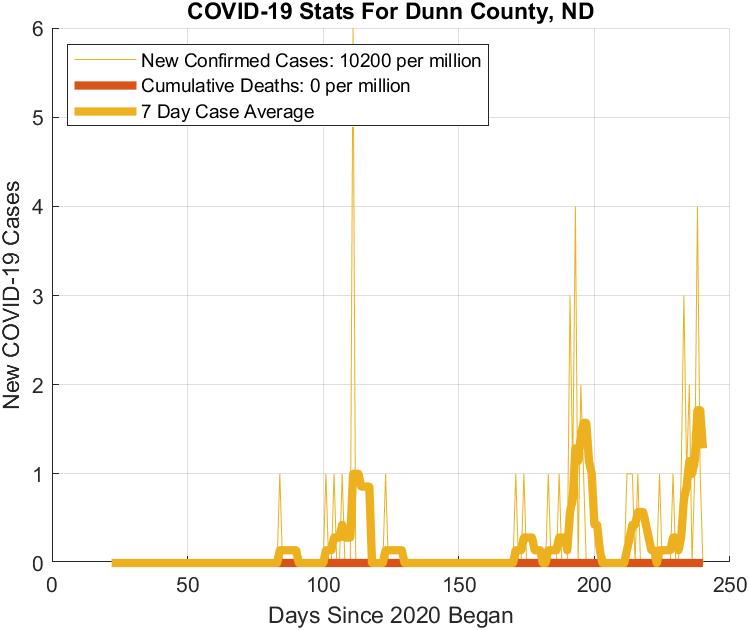 COVID-19 Stats For Dunn County, ND
6
New Confirmed Cases: 10200 per million
Cumulative Deaths: 0 per million
7 Day Case Average
5
4
3
2
1
0
New COVID-19 Cases
0 50 100 150 200 250
Days Since 2020 Began